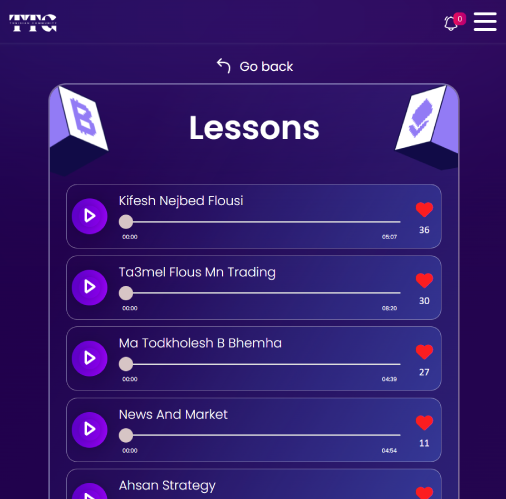 TTC
0
Go back
Lessons
Kifesh Nejbed Flousi
00:00
05:07
36
Ta3mel Flous Mn Trading
00:00
08:20
30
Ma Todkholesh B Bhemha
00:00
04:39
27
News And Market
00:00
04:54
11
Ahsan Strategy